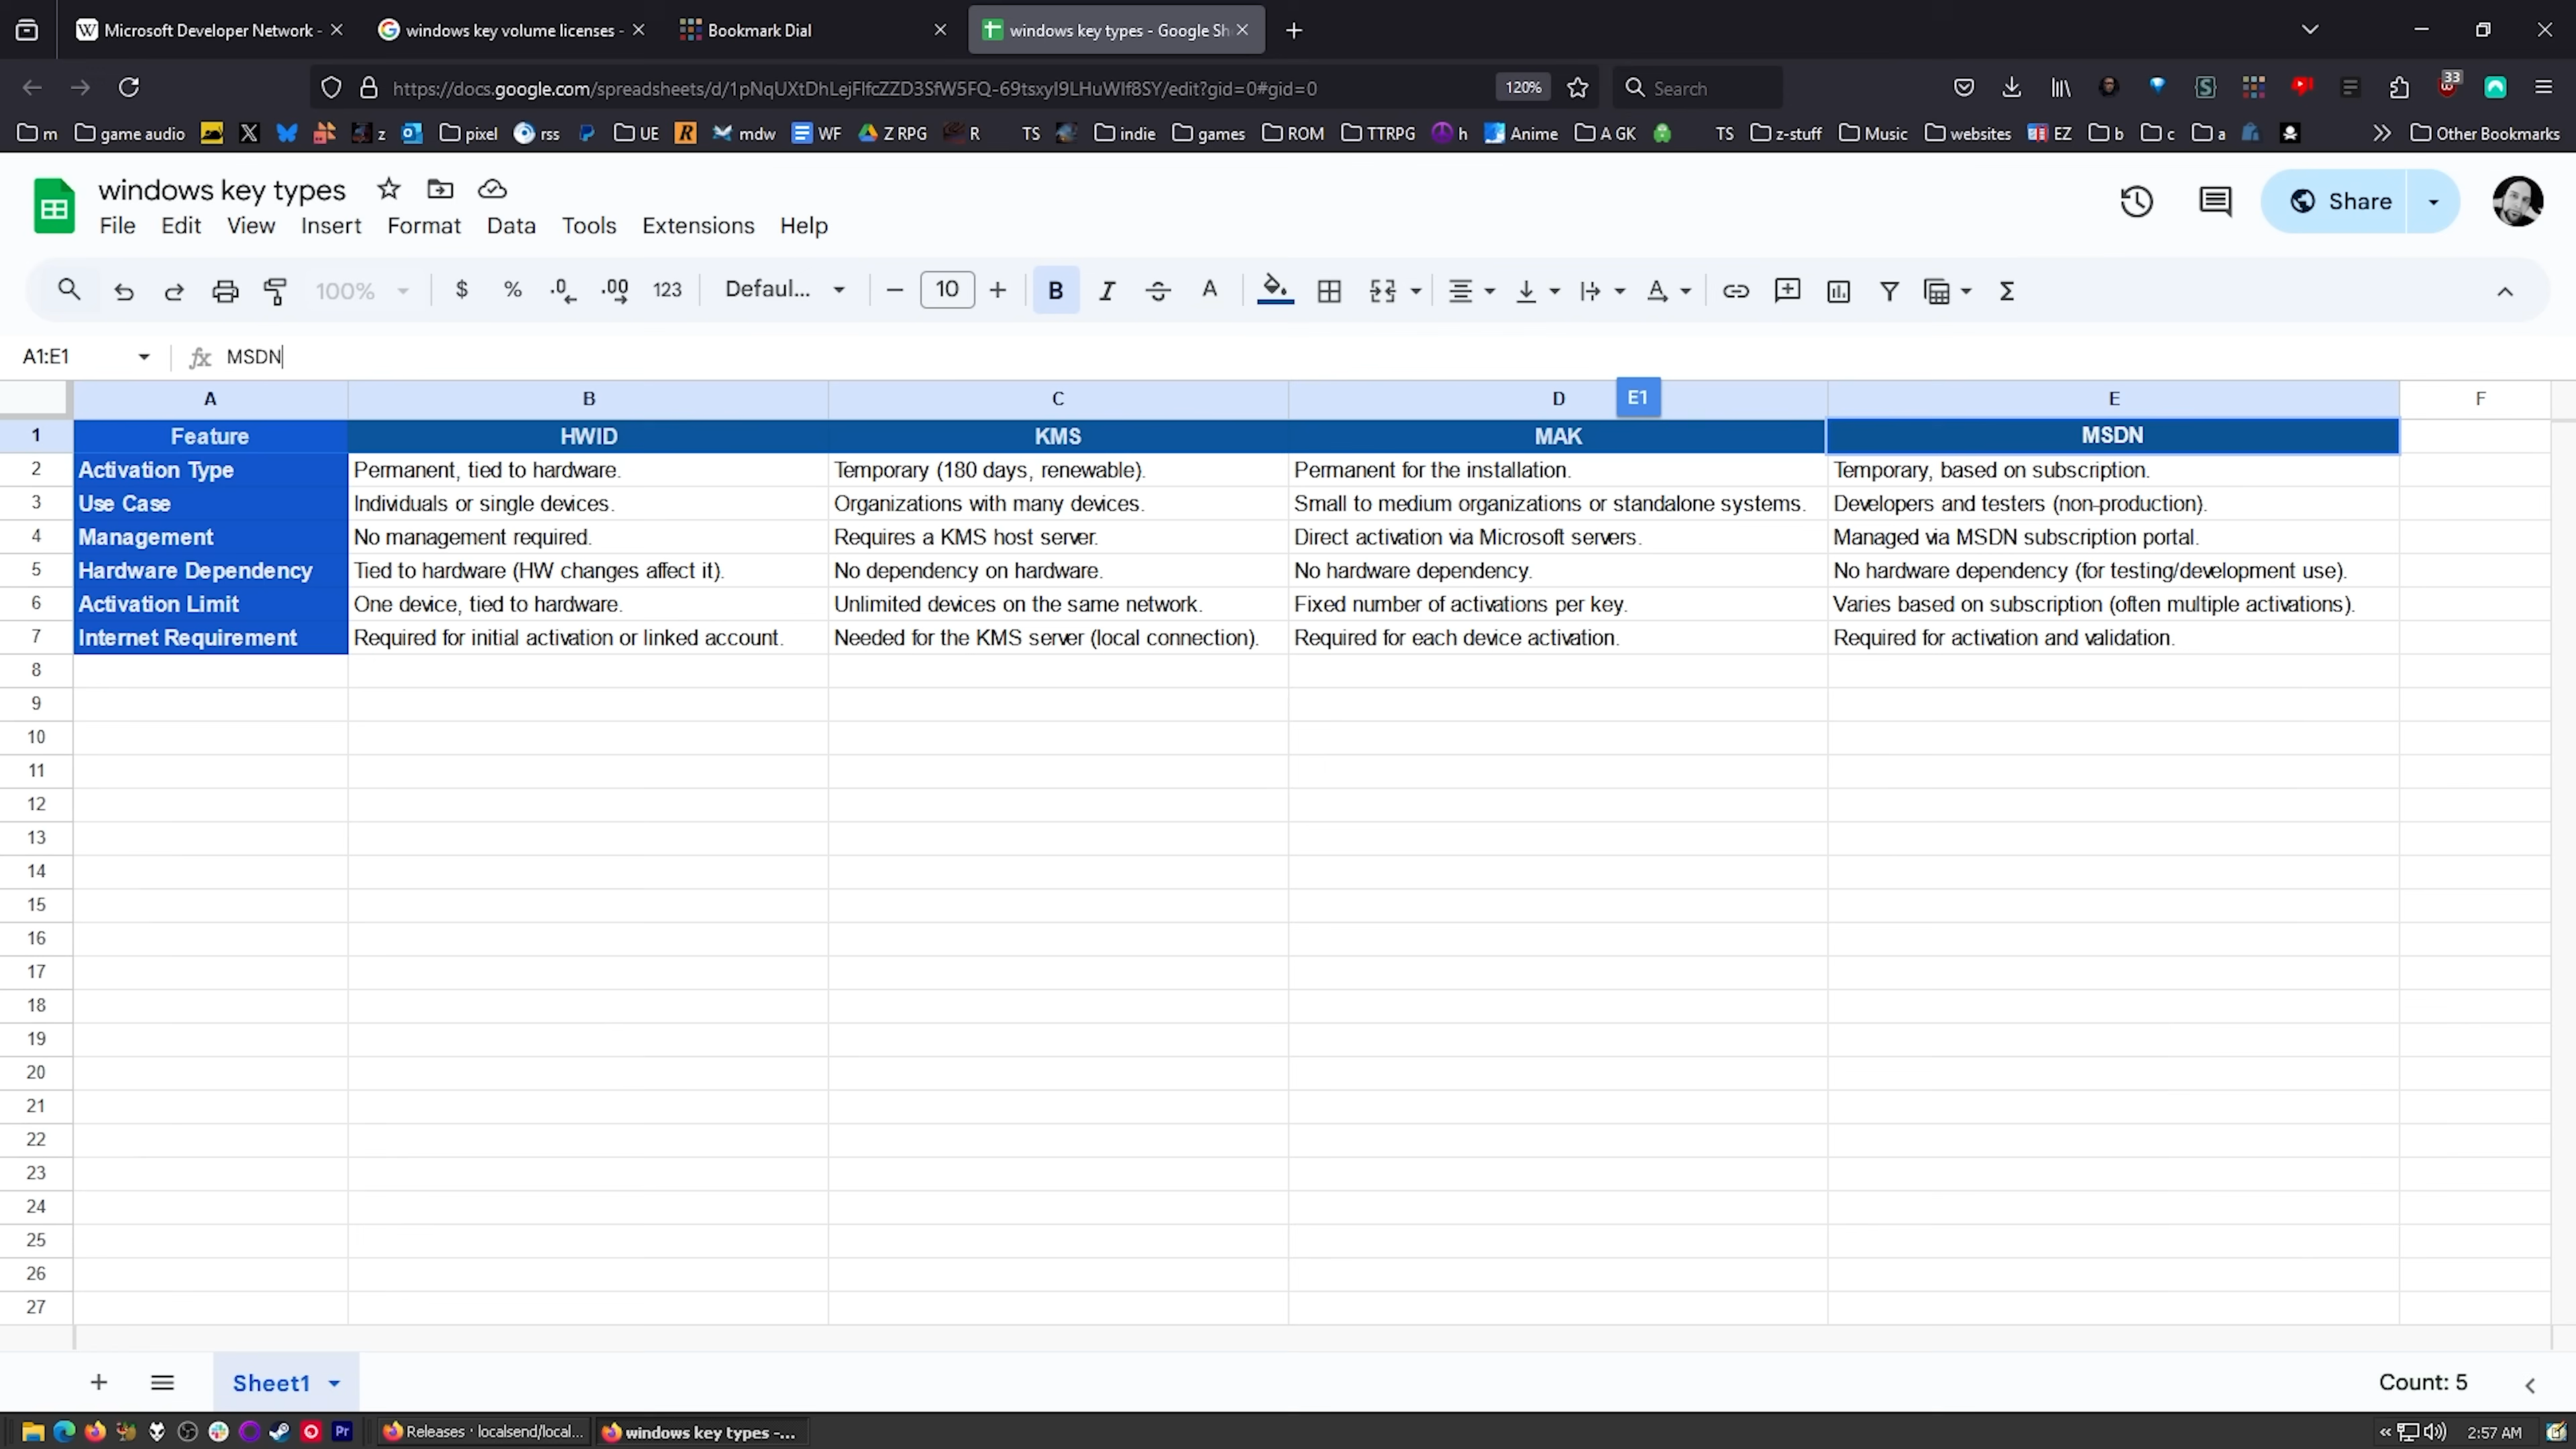 Microsoft Developer Network -
windows key volume licenses -
Bookmark Dial
windows key types - Google Sh
https://docs.google.com/spreadsheets/d/1pNqUXtDhLejFIfcZZD3SfW5FQ-69tsxyI9LHuWIf8SY/edit?gid=0#gid=0
120%
Search
33
m game audio z pixel rss UE mdw WF Z RPG R TS indie games ROM TTRPG h Anime A GK TS z-stuff Music websites EZ b c a Other Bookmarks
windows key types
File Edit View Insert Format Data Tools Extensions Help
Share
100% $ % .0 .00 123 Defaul... 10 B I A
A1:E1 fx MSDN
A B C D E1 E F
1 Feature HWID KMS MAK MSDN
2 Activation Type Permanent, tied to hardware. Temporary (180 days, renewable). Permanent for the installation. Temporary, based on subscription.
3 Use Case Individuals or single devices. Organizations with many devices. Small to medium organizations or standalone systems. Developers and testers (non-production).
4 Management No management required. Requires a KMS host server. Direct activation via Microsoft servers. Managed via MSDN subscription portal.
5 Hardware Dependency Tied to hardware (HW changes affect it). No dependency on hardware. No hardware dependency. No hardware dependency (for testing/development use).
6 Activation Limit One device, tied to hardware. Unlimited devices on the same network. Fixed number of activations per key. Varies based on subscription (often multiple activations).
7 Internet Requirement Required for initial activation or linked account. Needed for the KMS server (local connection). Required for each device activation. Required for activation and validation.
8
9
10
11
12
13
14
15
16
17
18
19
20
21
22
23
24
25
26
27
Sheet1
Count: 5
Releases · localsend/local...
windows key types -...
2:57 AM